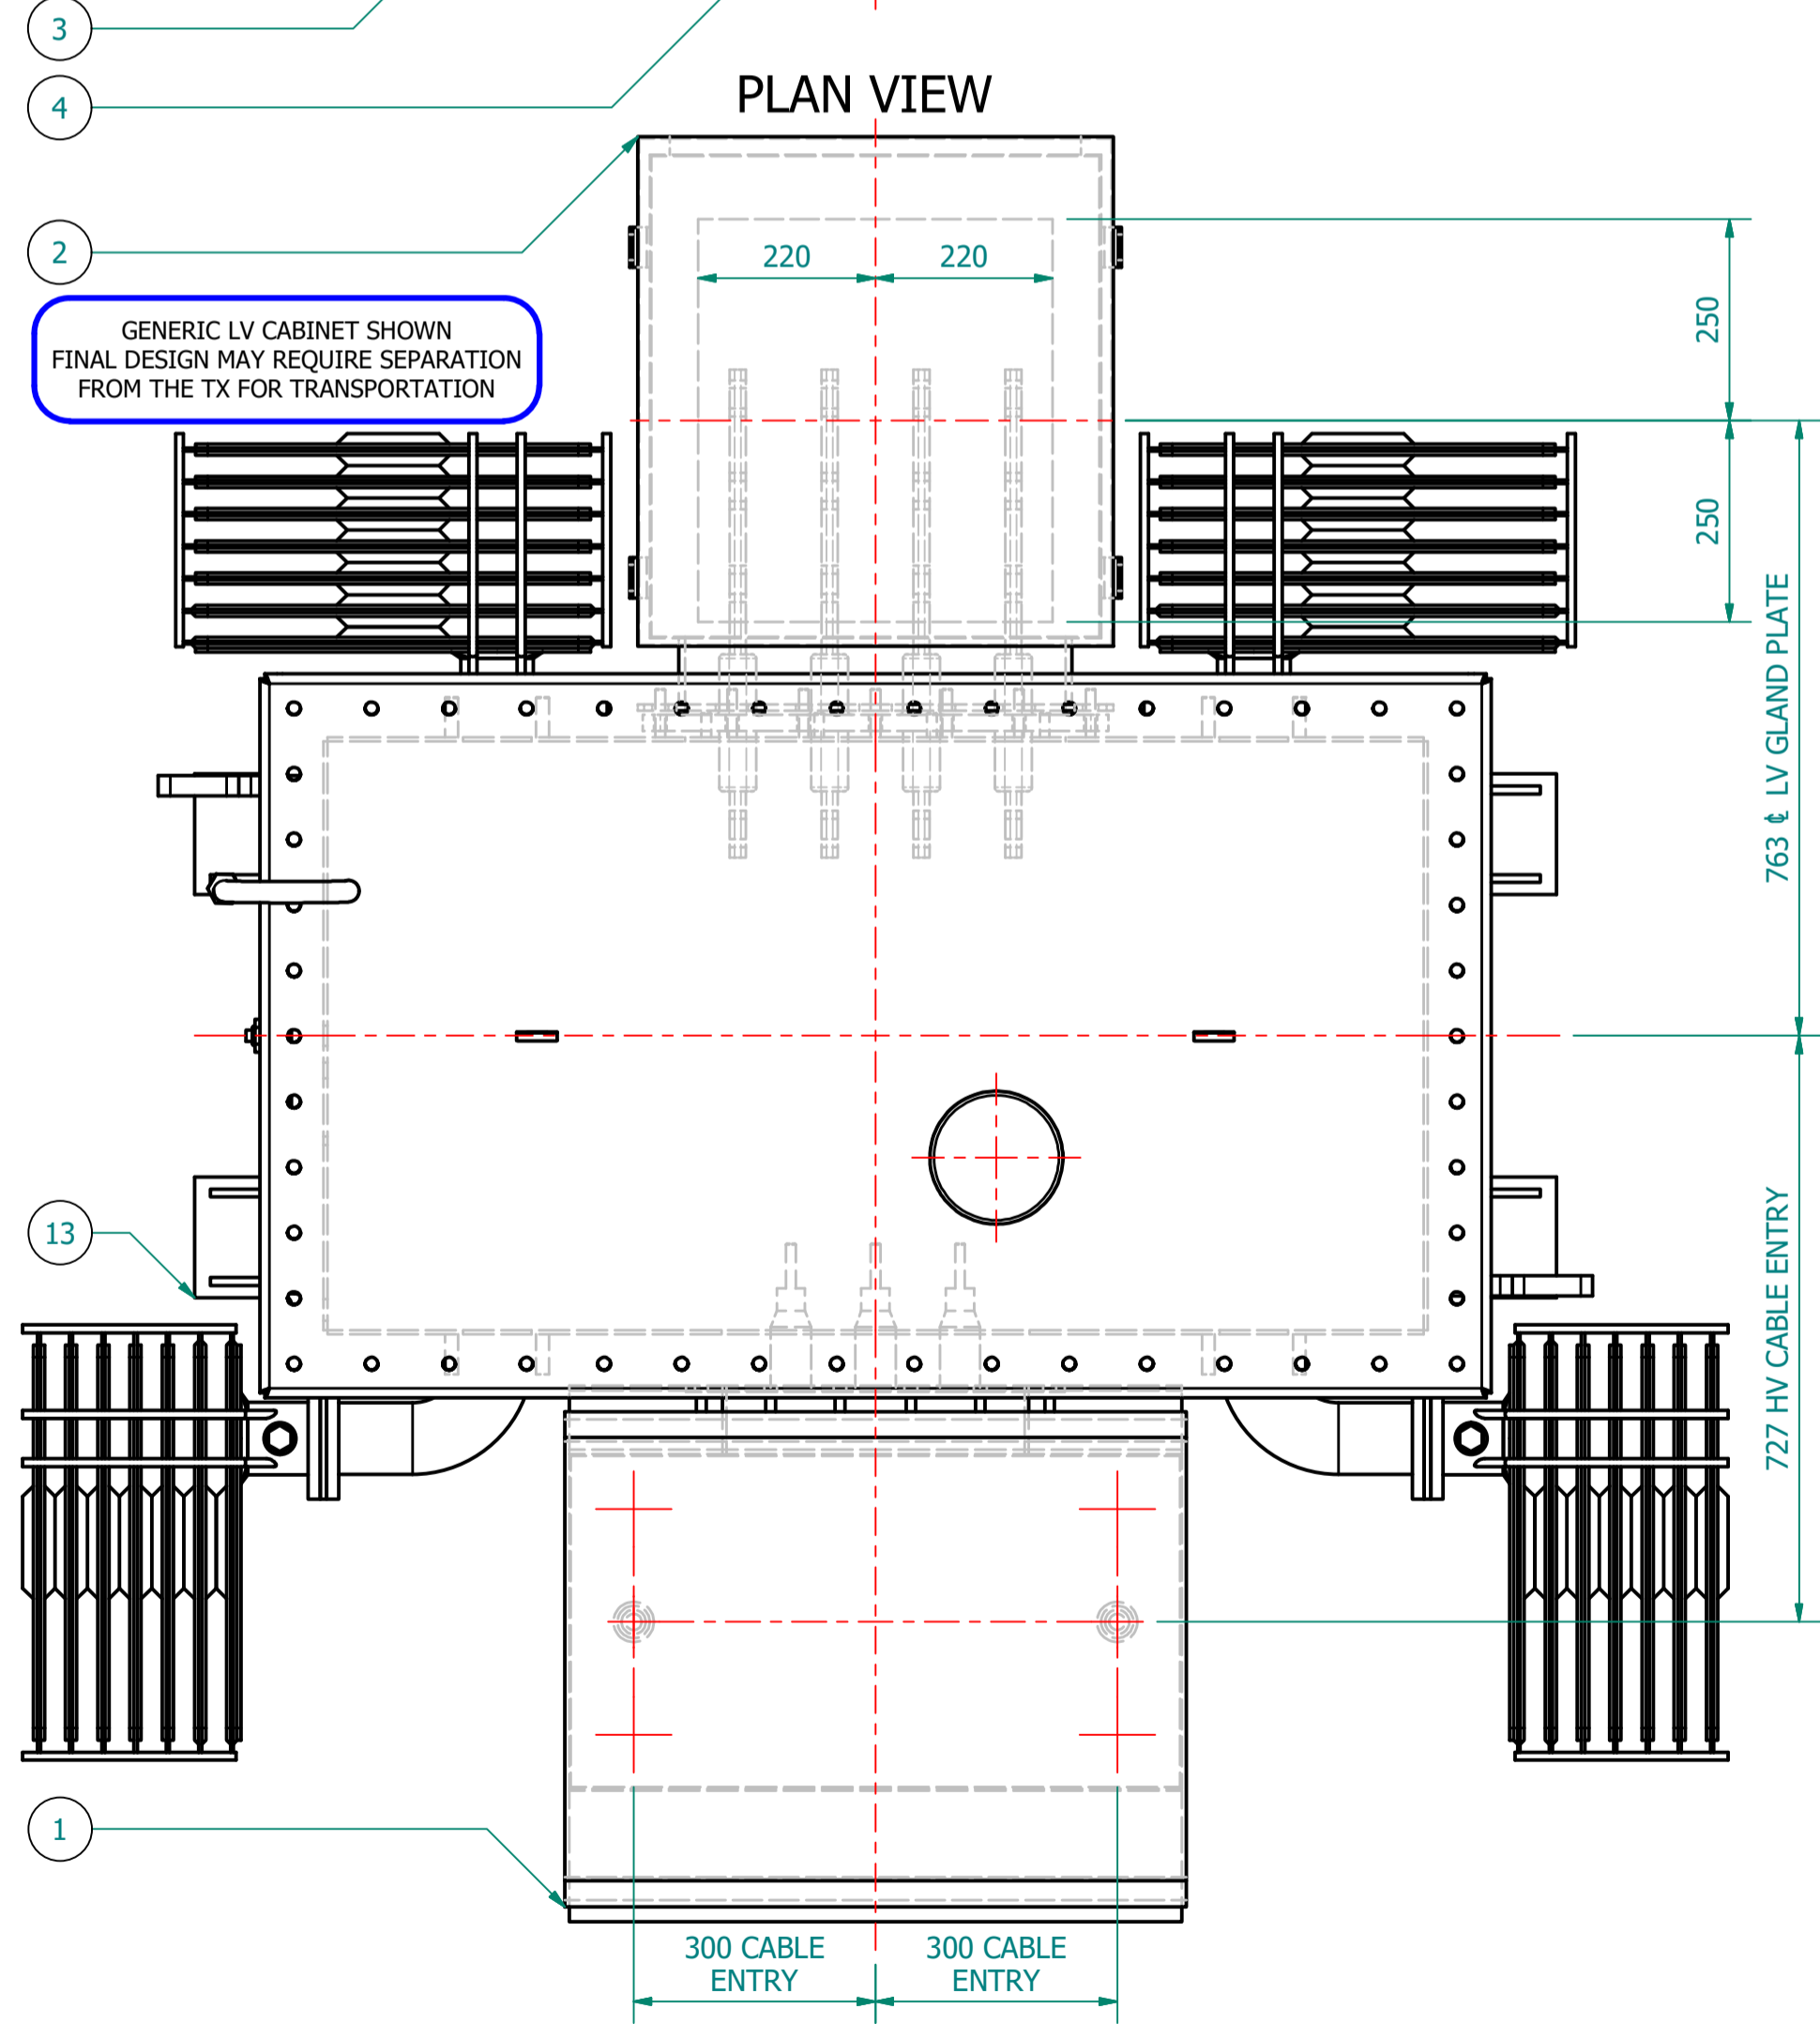 3
4
PLAN VIEW
2
220
220
250
GENERIC LV CABINET SHOWN
FINAL DESIGN MAY REQUIRE SEPARATION
FROM THE TX FOR TRANSPORTATION
250
763 ℄ LV GLAND PLATE
13
727 HV CABLE ENTRY
1
300 CABLE
ENTRY
300 CABLE
ENTRY